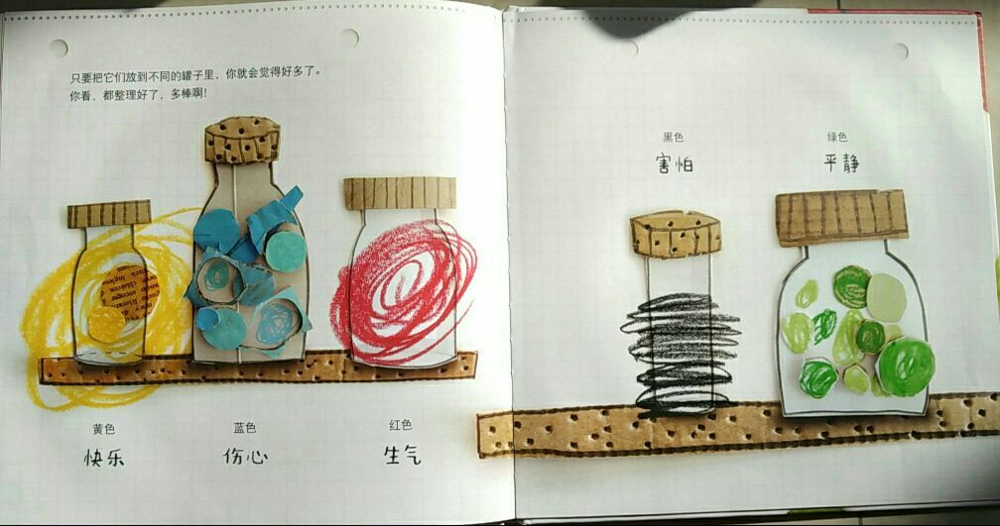 只要把它们放到不同的罐子里，你就会觉得好多了。
你看，都整理好了，多棒啊!
黄色
快乐
蓝色
伤心
红色
生气
黑色
害怕
绿色
平静